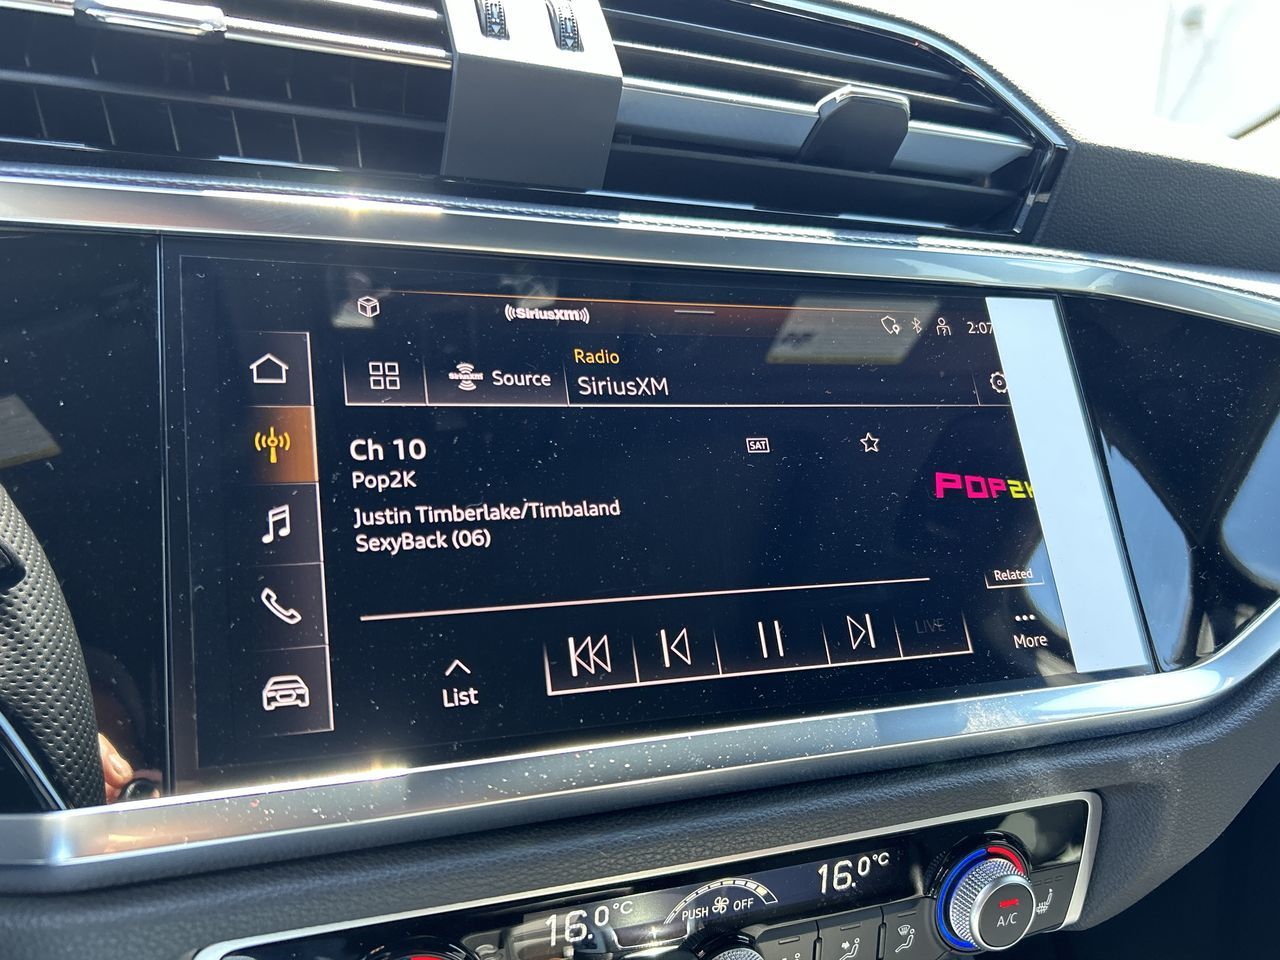 SiriusXM
2:07
SiriusXM
Source
Radio
SiriusXM
Ch 10
SAT
Pop2K
POP2K
Justin Timberlake/Timbaland
SexyBack (06)
Related
LIVE
More
List
16.0°C
PUSH OFF
16.0°C
A/C